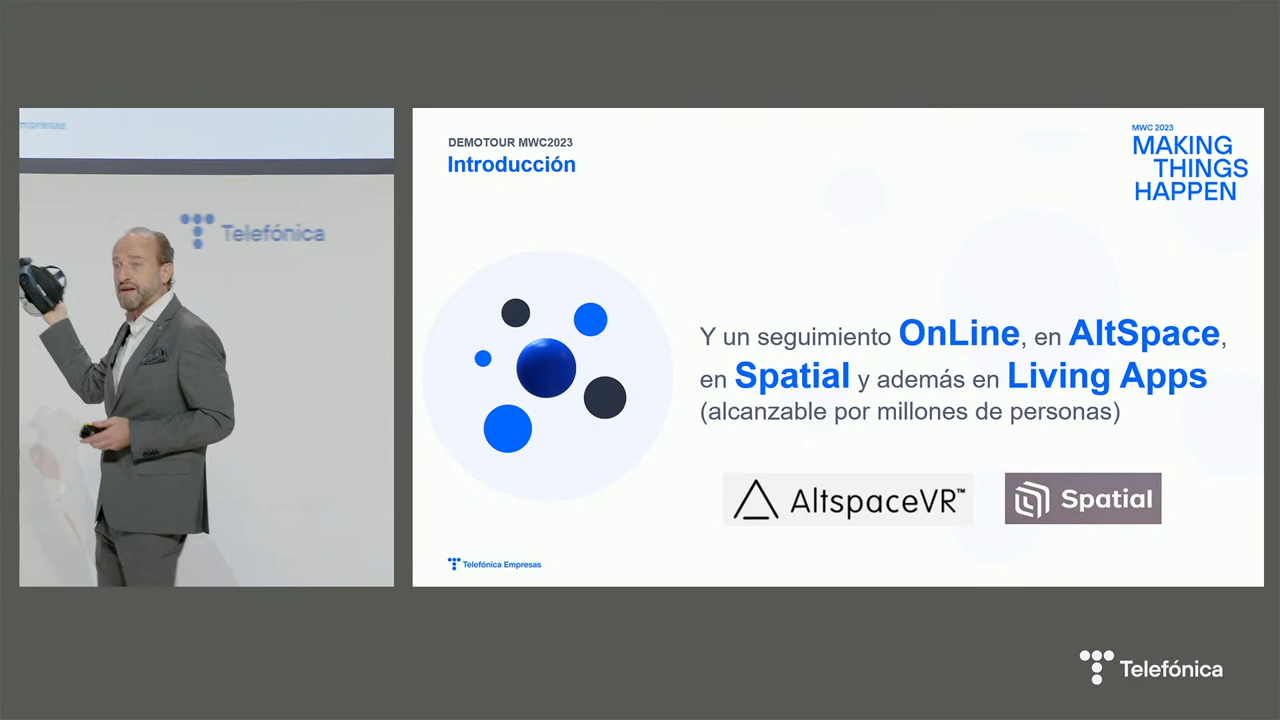 Telefónica
DEMOTOUR MWC2023
Introducción
MWC 2023
MAKING
THINGS
HAPPEN
Y un seguimiento OnLine, en AltSpace,
en Spatial y además en Living Apps
(alcanzable por millones de personas)
AltspaceVR™
Spatial
Telefónica Empresas
Telefónica